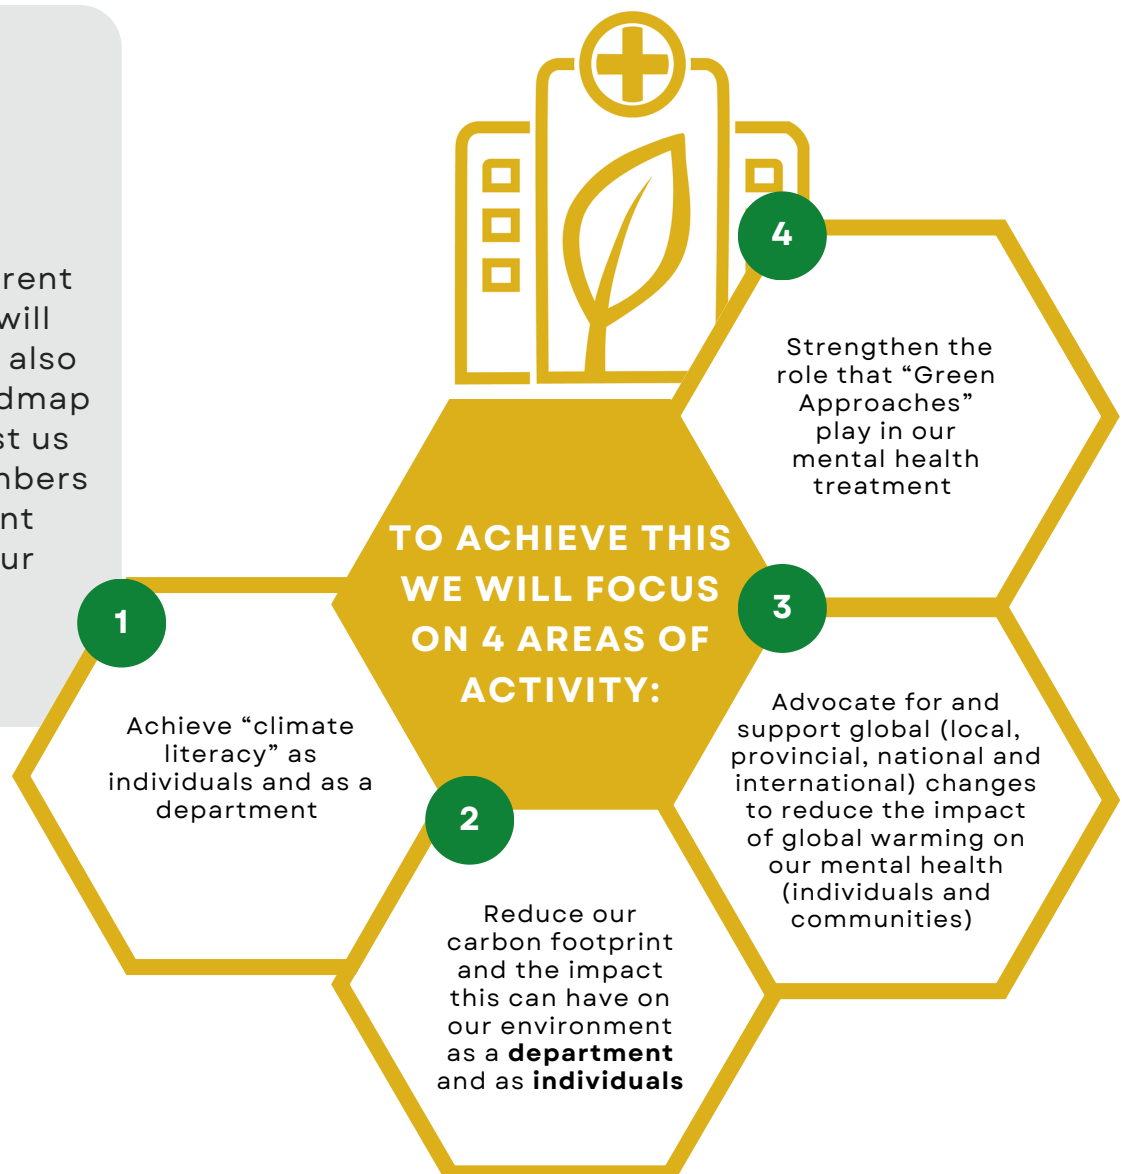 rent
will
also
dmap
st us
nbers
nt
ur
TO ACHIEVE THIS
WE WILL FOCUS
ON 4 AREAS OF
ACTIVITY:
1
Achieve “climate
literacy” as
individuals and as a
department
2
Reduce our
carbon footprint
and the impact
this can have on
our environment
as a department
and as individuals
3
Advocate for and
support global (local,
provincial, national and
international) changes
to reduce the impact
of global warming on
our mental health
(individuals and
communities)
4
Strengthen the
role that “Green
Approaches”
play in our
mental health
treatment